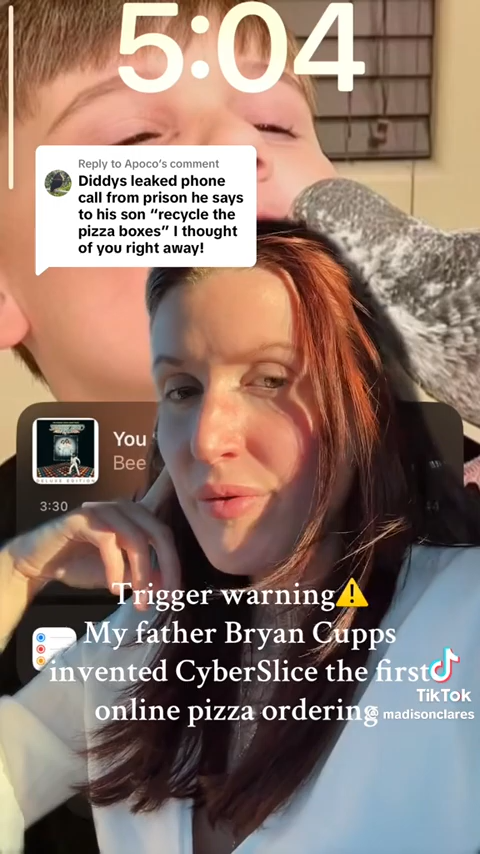 5:04
Reply to Apoco's comment
Diddys leaked phone
call from prison he says
to his son “recycle the
pizza boxes” I thought
of you right away!
You
Bee
DELUXE EDITION
3:30
Trigger warning⚠️
My father Bryan Cupps
invented CyberSlice the first
online pizza ordering
TikTok
madisonclares